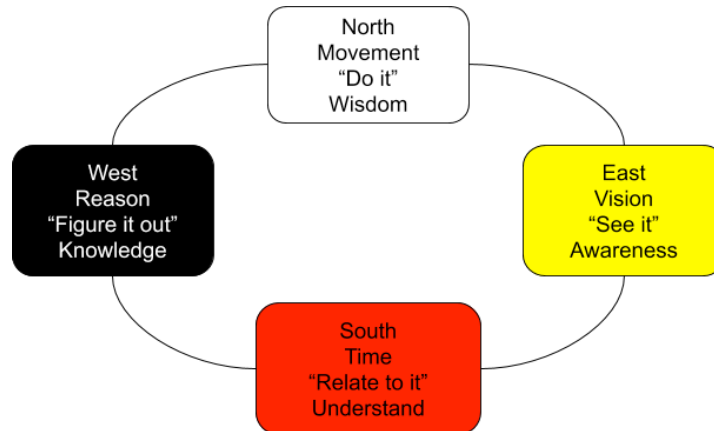 North
Movement
“Do it”
Wisdom
West
Reason
“Figure it out”
Knowledge
East
Vision
“See it”
Awareness
South
Time
“Relate to it”
Understand